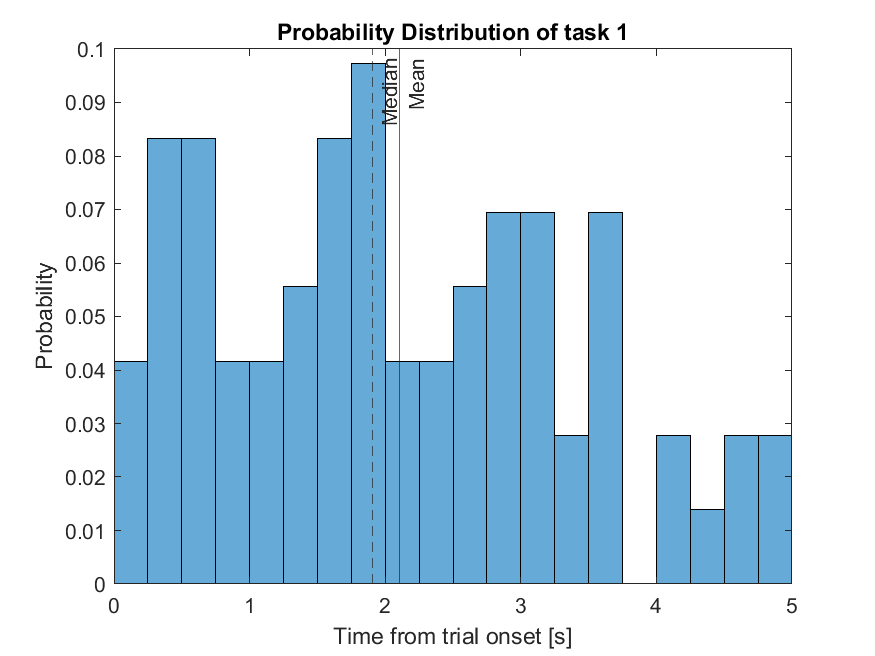 Probability Distribution of task 1
0.1
0.09
0.08
0.07
0.06
0.05
0.04
0.03
0.02
0.01
0
Probability
Median
Mean
0 1 2 3 4 5
Time from trial onset [s]